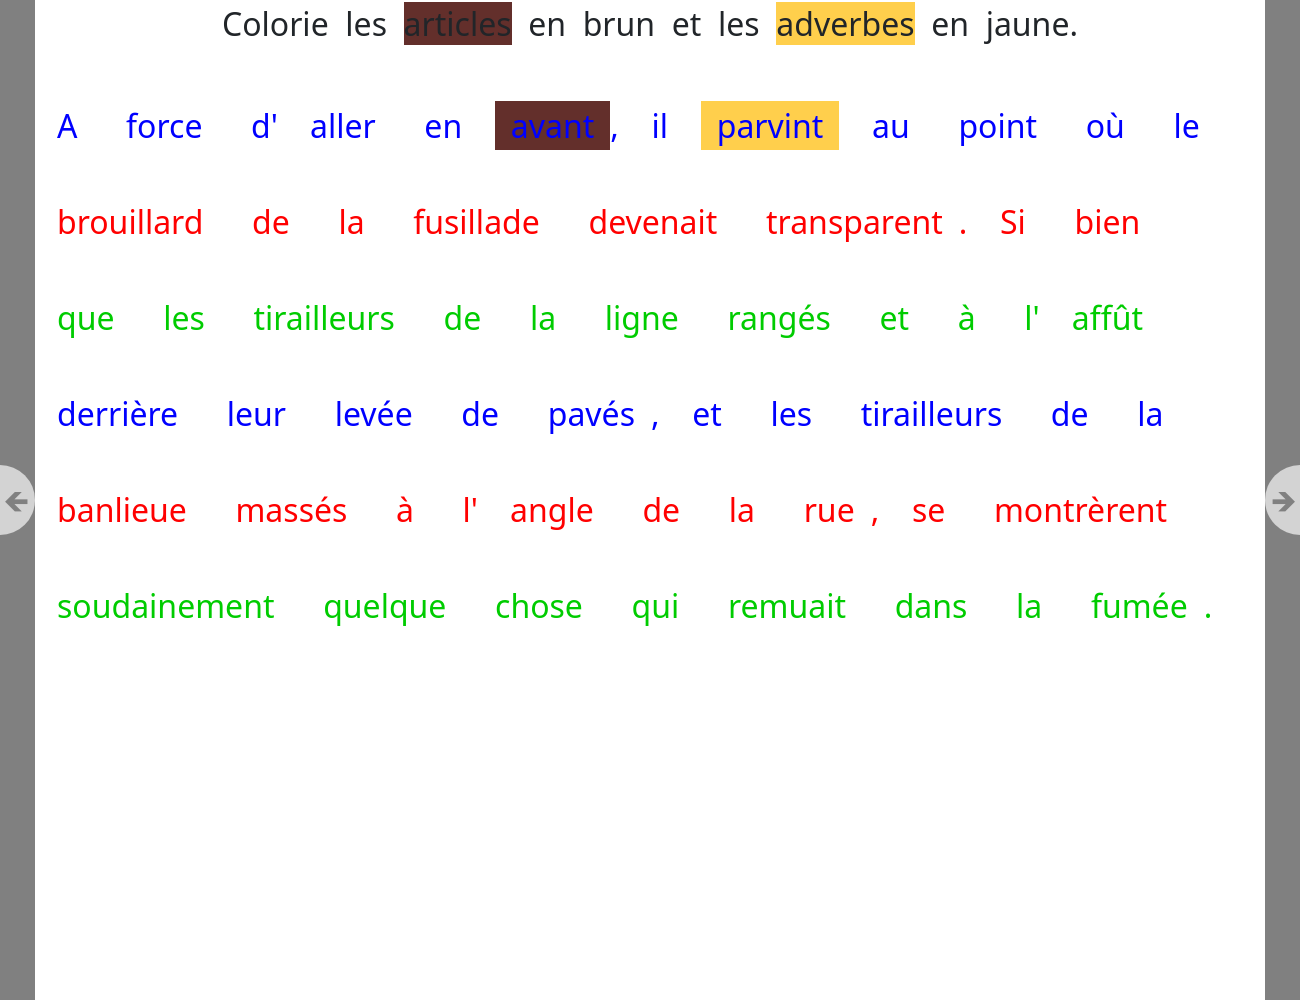 Colorie les articles en brun et les adverbes en jaune.
A force d' aller en avant , il parvint au point où le
brouillard de la fusillade devenait transparent . Si bien
que les tirailleurs de la ligne rangés et à l' affût
derrière leur levée de pavés , et les tirailleurs de la
banlieue massés à l' angle de la rue , se montrèrent
soudainement quelque chose qui remuait dans la fumée .